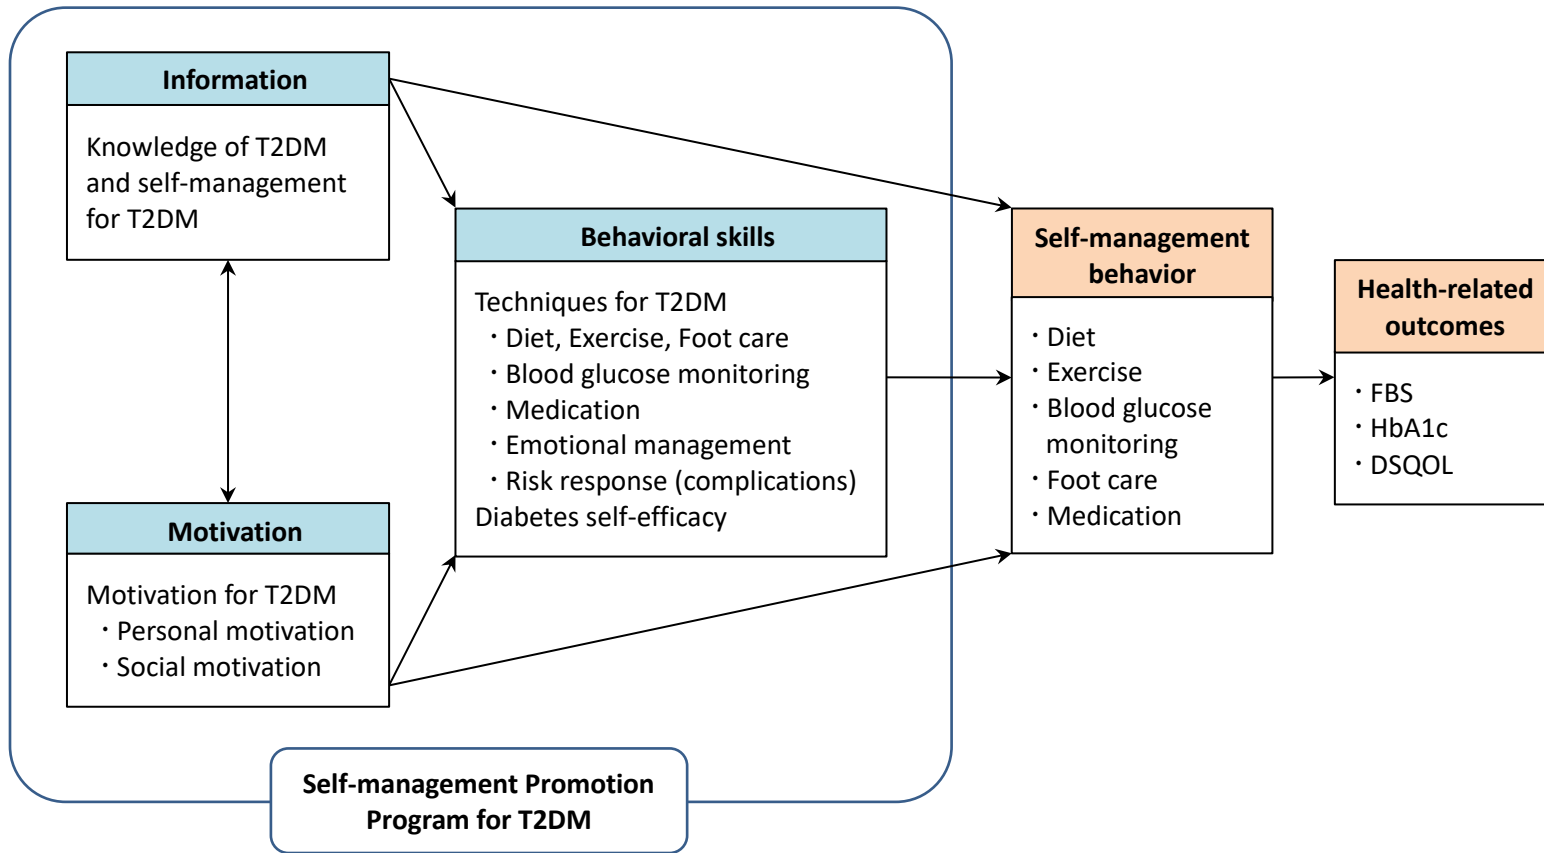 Information
Knowledge of T2DM
and self-management
for T2DM
Motivation
Motivation for T2DM
・Personal motivation
・Social motivation
Behavioral skills
Techniques for T2DM
・Diet, Exercise, Foot care
・Blood glucose monitoring
・Medication
・Emotional management
・Risk response (complications)
Diabetes self-efficacy
Self-management
behavior
・Diet
・Exercise
・Blood glucose
monitoring
・Foot care
・Medication
Health-related
outcomes
・FBS
・HbA1c
・DSQOL
Self-management Promotion
Program for T2DM